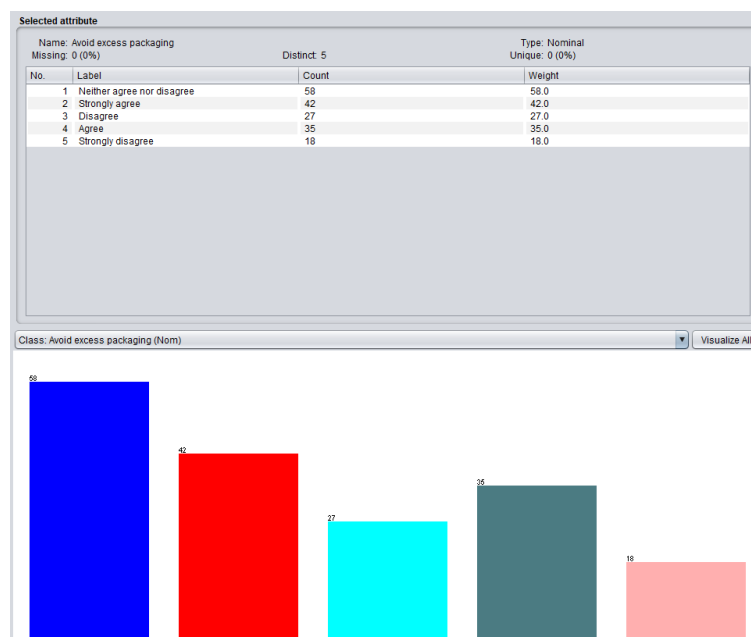 Selected attribute
Name: Avoid excess packaging Type: Nominal
Missing: 0 (0%) Distinct: 5 Unique: 0 (0%)
No. Label Count Weight
1 Neither agree nor disagree 58 58.0
2 Strongly agree 42 42.0
3 Disagree 27 27.0
4 Agree 35 35.0
5 Strongly disagree 18 18.0
Class: Avoid excess packaging (Nom) Visualize All
58
42
35
27
18